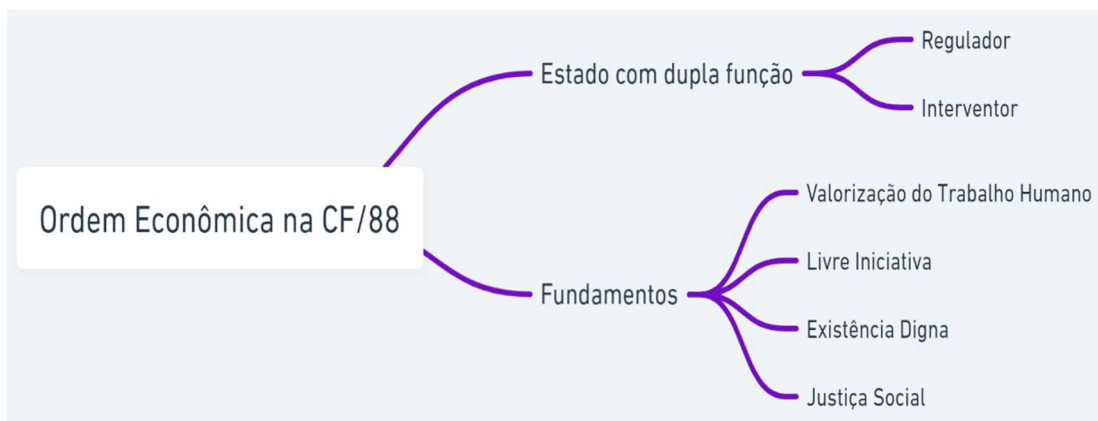 Ordem Econômica na CF/88
Estado com dupla função
Regulador
Interventor
Fundamentos
Valorização do Trabalho Humano
Livre Iniciativa
Existência Digna
Justiça Social